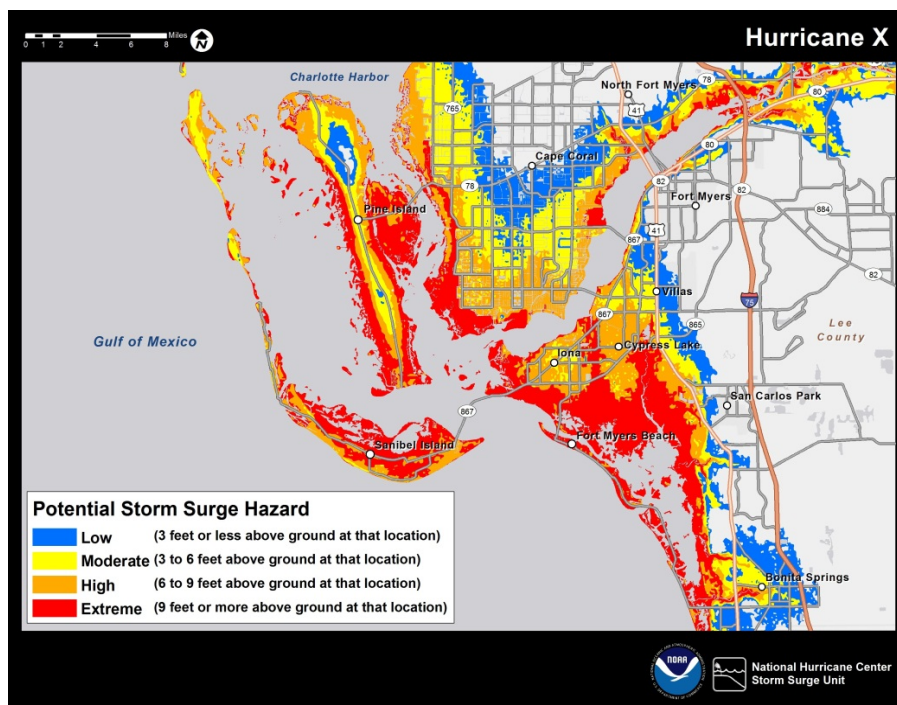 0 1 2 4 6 8 Miles
N
Hurricane X
Charlotte Harbor
North Fort Myers
78
80
41
765
80
Cape Coral
82
78
Fort Myers
82
Pine Island
884
867
41
82
Villas
75
867
865
Lee
County
Gulf of Mexico
Cypress Lake
Iona
San Carlos Park
867
Fort Myers Beach
Sanibel Island
Potential Storm Surge Hazard
Low (3 feet or less above ground at that location)
Moderate (3 to 6 feet above ground at that location)
High (6 to 9 feet above ground at that location)
Extreme (9 feet or more above ground at that location)
Bonita Springs
NOAA
National Hurricane Center
Storm Surge Unit